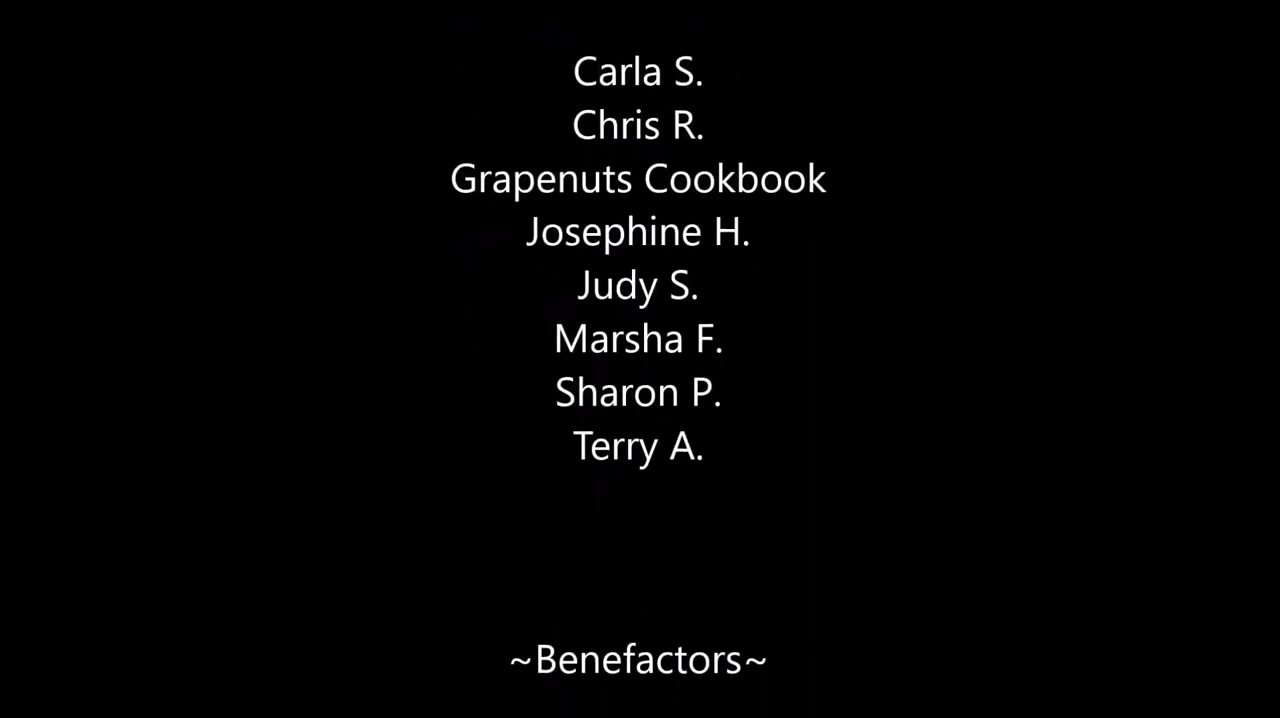 Carla S.
Chris R.
Grapenuts Cookbook
Josephine H.
Judy S.
Marsha F.
Sharon P.
Terry A.
~Benefactors~